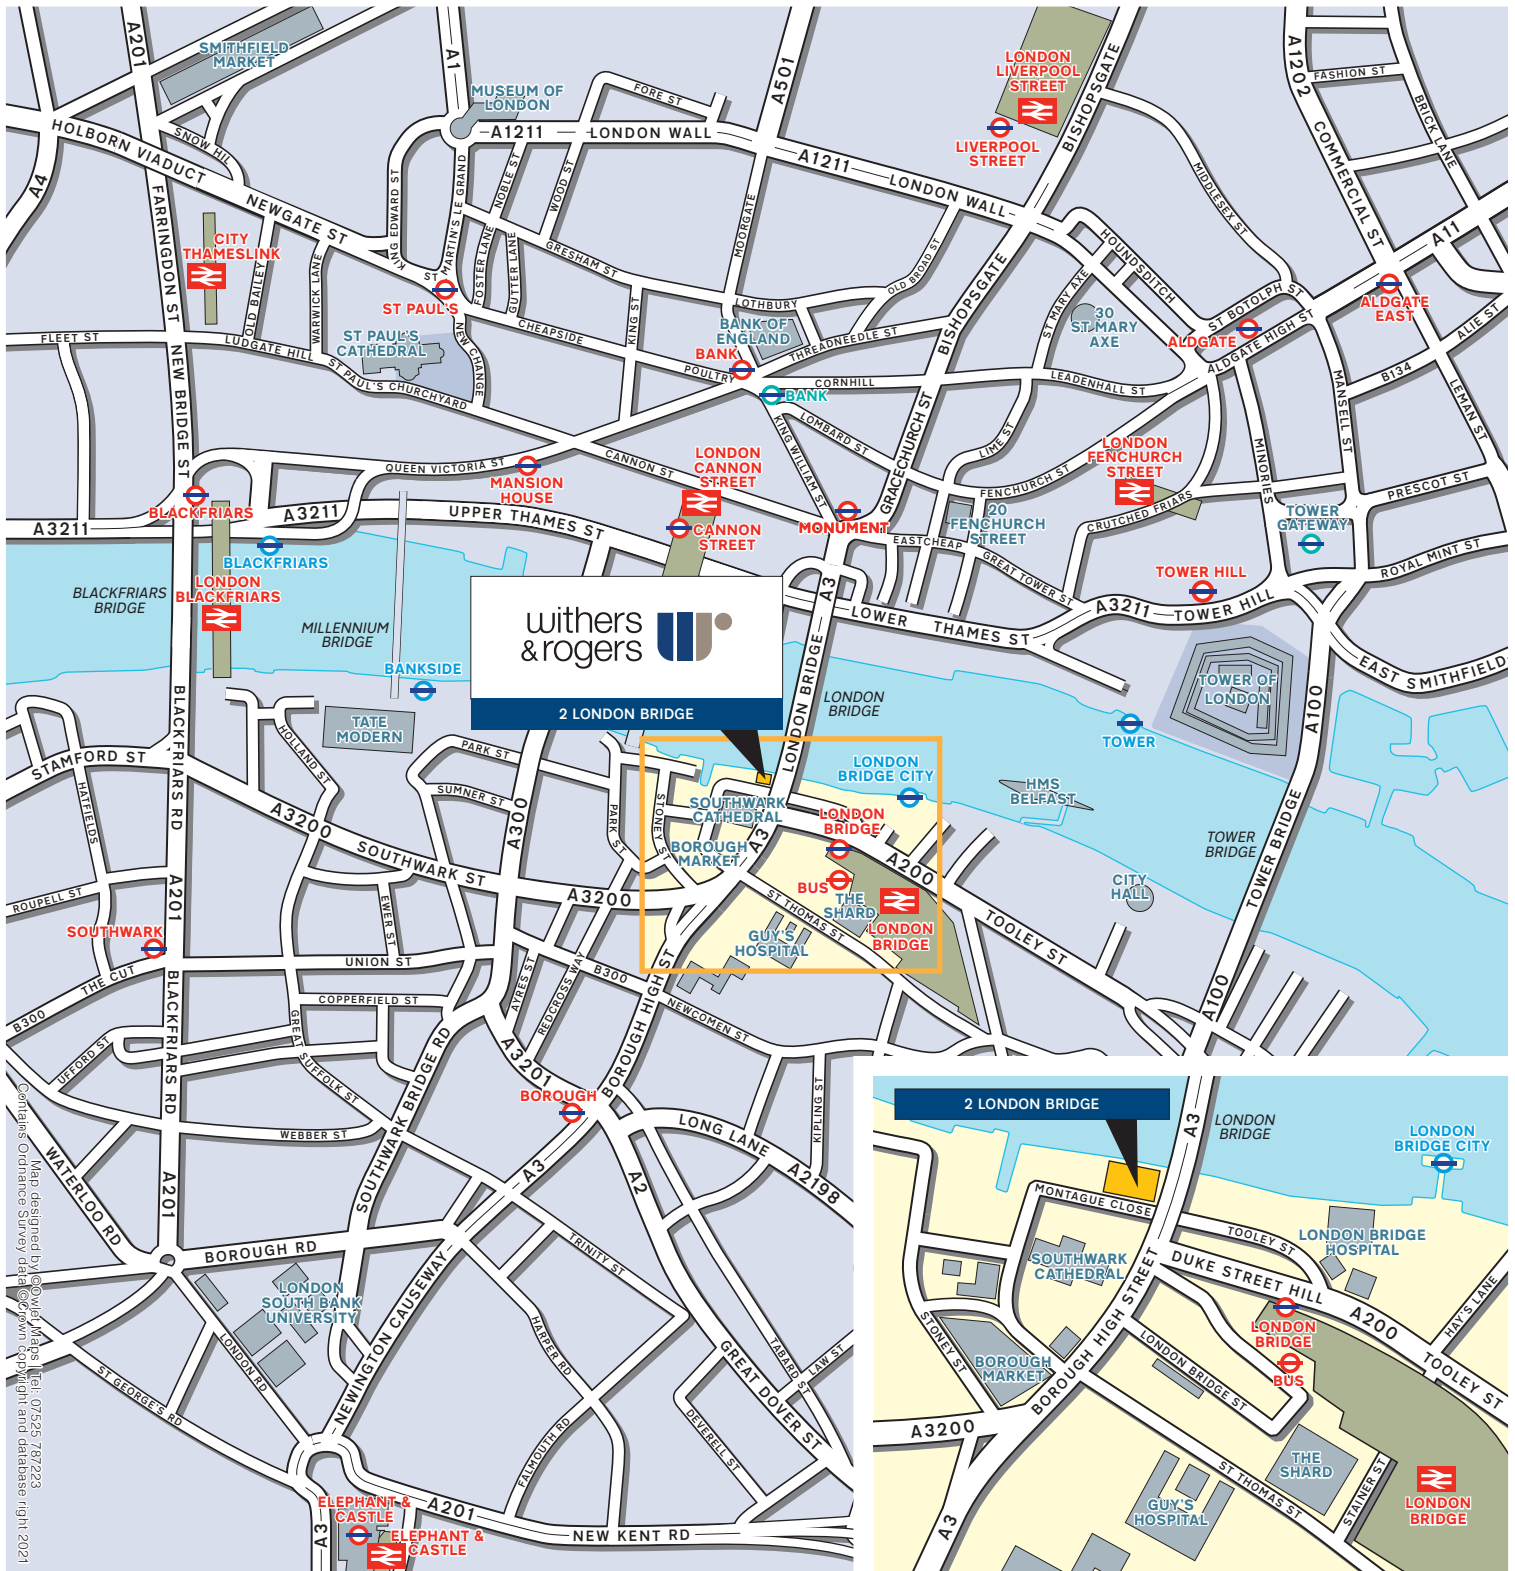 SMITHFIELD
MARKET
A201
A1
MUSEUM OF
LONDON
FORE ST
A501
LONDON
LIVERPOOL
STREET
LIVERPOOL
STREET
BISHOPSGATE
A1202
FASHION ST
BRICK LANE
COMMERCIAL ST
HOLBORN VIADUCT
SNOW HIL
A4
A1211
LONDON WALL
A1211
LONDON WALL
NEWGATE ST
FARRINGDON ST
CITY
THAMESLINK
OLD BAILEY
WARWICK LANE
KING EDWARD ST
ST MARTIN'S LE GRAND
NOBLE ST
FOSTER LANE
GUTTER LANE
WOOD ST
GRESHAM ST
MOORGATE
KING ST
LOTHBURY
OLD BROAD ST
BISHOPSGATE
HOUNDSDITCH
MIDDLESEX ST
ST MARY AXE
30
ST MARY
AXE
ST BOTOLPH ST
ALDGATE
ALDGATE HIGH ST
ALDGATE
EAST
A11
ALIE ST
B134
LEMAN ST
MANSELL ST
FLEET ST
LUDGATE HILL
ST PAUL'S
ST PAUL'S
CATHEDRAL
ST PAUL'S CHURCHYARD
NEW CHANGE
CHEAPSIDE
BANK OF
ENGLAND
THREADNEEDLE ST
BANK
POULTRY
BANK
CORNHILL
LEADENHALL ST
NEW BRIDGE ST
QUEEN VICTORIA ST
MANSION
HOUSE
CANNON ST
LONDON
CANNON
STREET
CANNON
STREET
KING WILLIAM ST
LOMBARD ST
GRACECHURCH ST
LIME ST
FENCHURCH ST
LONDON
FENCHURCH
STREET
CRUTCHED FRIARS
MINORIES
PRESCOT ST
TOWER
GATEWAY
ROYAL MINT ST
20
FENCHURCH
STREET
MONUMENT
EASTCHEAP
GREAT TOWER ST
BLACKFRIARS
A3211
A3211
UPPER THAMES ST
BLACKFRIARS
LONDON
BLACKFRIARS
BLACKFRIARS
BRIDGE
MILLENNIUM
BRIDGE
BANKSIDE
withers
& rogers
2 LONDON BRIDGE
A3
LONDON BRIDGE
LOWER THAMES ST
A3211
TOWER HILL
TOWER HILL
TOWER OF
LONDON
EAST SMITHFIELD
A100
LONDON
BRIDGE
TOWER
LONDON
BRIDGE CITY
HMS
BELFAST
TOWER
BRIDGE
TOWER BRIDGE
CITY
HALL
BLACKFRIARS RD
TATE
MODERN
HOLLAND ST
STAMFORD ST
HATFIELDS
A3200
SOUTHWARK ST
PARK ST
SUMNER ST
A300
PARK ST
STONEY ST
SOUTHWARK
CATHEDRAL
BOROUGH
MARKET
A3
LONDON
BRIDGE
BUS
THE
SHARD
LONDON
BRIDGE
A200
ST THOMAS ST
GUY'S
HOSPITAL
TOOLEY ST
A100
A3200
ROUPELL ST
A201
SOUTHWARK
THE CUT
B300
EWER ST
UNION ST
COPPERFIELD ST
AYRES ST
REDCROSS WAY
B300
NEWCOMEN ST
BOROUGH HIGH ST
UFFORD ST
BLACKFRIARS RD
GREAT SUFFOLK ST
SOUTHWARK BRIDGE RD
A3201
BOROUGH
LONG LANE
KIPLING ST
A2198
WEBBER ST
WATERLOO RD
A201
BOROUGH RD
A3
A2
TRINITY ST
LONDON
SOUTH BANK
UNIVERSITY
LONDON RD
NEWINGTON CAUSEWAY
HARPER RD
TABARD ST
LAW ST
GREAT DOVER ST
DEVERELL ST
FALMOUTH RD
ST GEORGE'S RD
ELEPHANT &
CASTLE
ELEPHANT &
CASTLE
A3
A201
NEW KENT RD
Map designed by ©Owlet Maps | Tel: 07525 787223
Contains Ordnance Survey data ©Crown copyright and database right 2021
2 LONDON BRIDGE
A3
LONDON
BRIDGE
LONDON
BRIDGE CITY
MONTAGUE CLOSE
SOUTHWARK
CATHEDRAL
TOOLEY ST
LONDON BRIDGE
HOSPITAL
DUKE STREET HILL
A200
HAYS LANE
TOOLEY ST
LONDON
BRIDGE
BUS
STONEY ST
BOROUGH
MARKET
BOROUGH HIGH STREET
LONDON BRIDGE ST
A3200
ST THOMAS ST
THE
SHARD
STAINER ST
LONDON
BRIDGE
GUY'S
HOSPITAL
A3